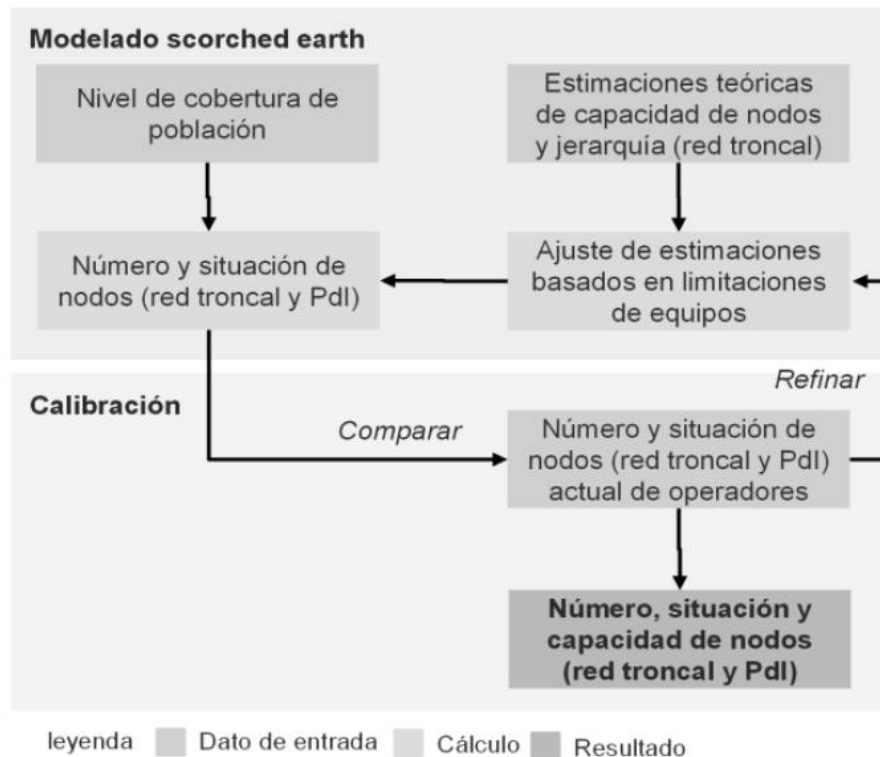 Modelado scorched earth
Nivel de cobertura de
población
Estimaciones teóricas
de capacidad de nodos
y jerarquía (red troncal)
Número y situación de
nodos (red troncal y PdI)
Ajuste de estimaciones
basados en limitaciones
de equipos
Refinar
Calibración
Comparar
Número y situación de
nodos (red troncal y PdI)
actual de operadores
Número, situación y
capacidad de nodos
(red troncal y PdI)
leyenda
Dato de entrada
Cálculo
Resultado